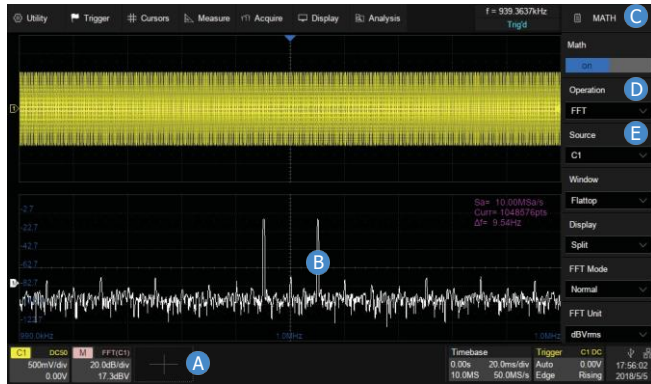 Utility Trigger Cursors Measure Acquire Display Analysis f = 939.3637kHz MATH C
Trig'd
Math
on
Operation D
FFT
Source E
C1
Window
Flattop
Display
Split
FFT Mode
Normal
FFT Unit
dBVrms
1
-2.7
-22.7
-42.7
-62.7
-82.7
Sa= 10.00MSa/s
Curr= 1048576pts
Δf= 9.54Hz
B
990.0kHz 1.0MHz 1.0MHz
C1 DC50 M FFT(C1) A Timebase Trigger C1 DC
500mV/div 20.0dB/div 0.00s 20.0ms/div Auto 0.00V 17:56:02
0.00V 17.3dBV 10.0MS 50.0MS/s Edge Rising 2018/5/5